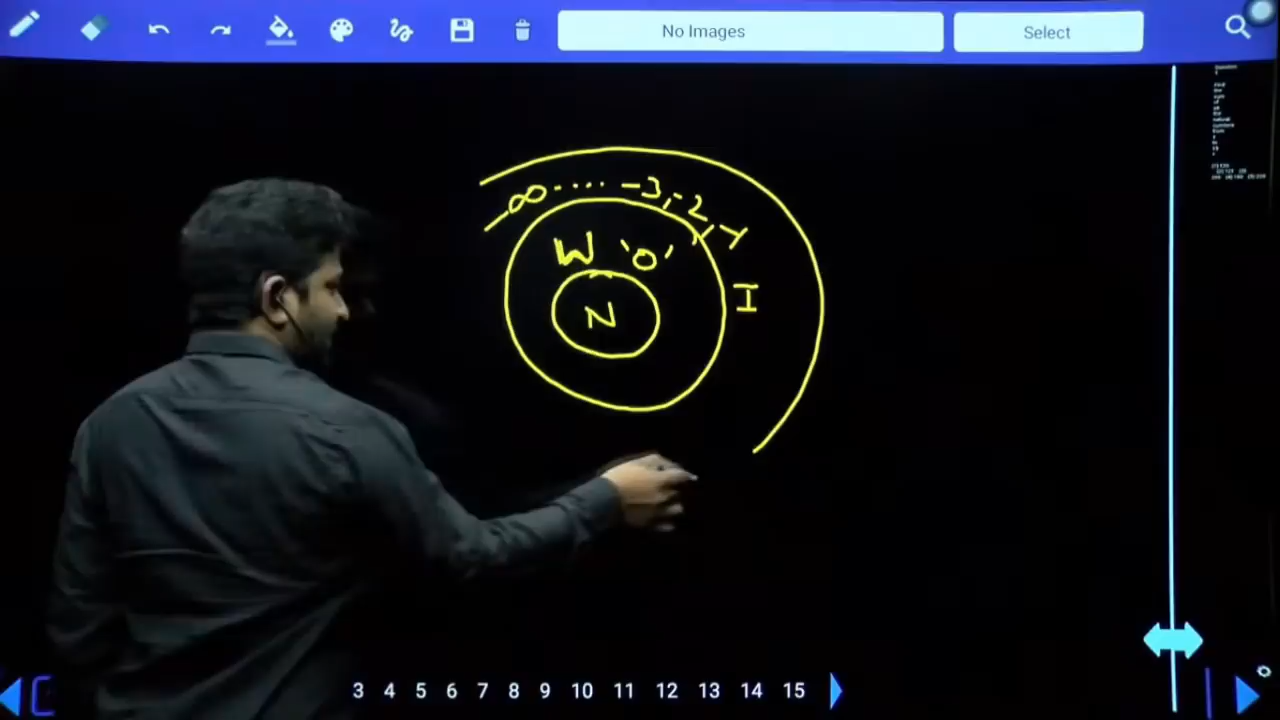 No Images
Select
-∞ .... -3, -2, -1
W '0'
I
N
3 4 5 6 7 8 9 10 11 12 13 14 15